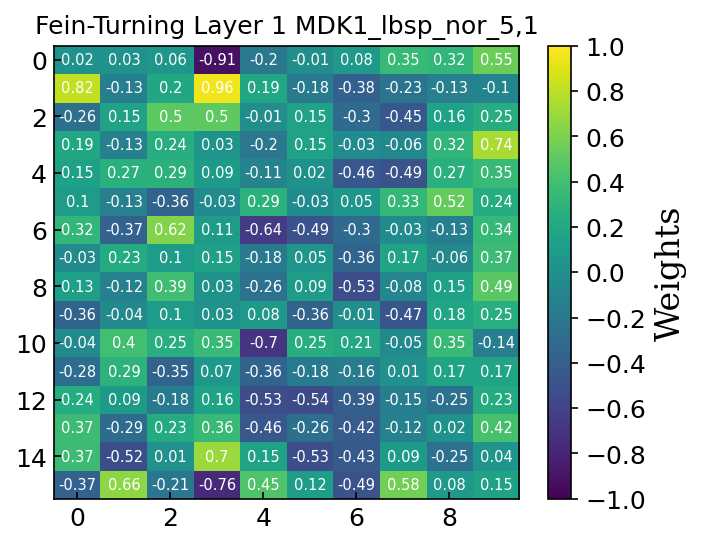 Fein-Turning Layer 1 MDK1_lbsp_nor_5,1
0 0.02 0.03 0.06 -0.91 -0.2 -0.01 0.08 0.35 0.32 0.55
0.82 -0.13 0.2 0.96 0.19 -0.18 -0.38 -0.23 -0.13 -0.1
2 -0.26 0.15 0.5 0.5 -0.01 0.15 -0.3 -0.45 0.16 0.25
0.19 -0.13 0.24 0.03 -0.2 0.15 -0.03 -0.06 0.32 0.74
4 0.15 0.27 0.29 0.09 -0.11 0.02 -0.46 -0.49 0.27 0.35
0.1 -0.13 -0.36 -0.03 0.29 -0.03 0.05 0.33 0.52 0.24
6 0.32 -0.37 0.62 0.11 -0.64 -0.49 -0.3 -0.03 -0.13 0.34
-0.03 0.23 0.1 0.15 -0.18 0.05 -0.36 0.17 -0.06 0.37
8 0.13 -0.12 0.39 0.03 -0.26 0.09 -0.53 -0.08 0.15 0.49
-0.36 -0.04 0.1 0.03 0.08 -0.36 -0.01 -0.47 0.18 0.25
10 -0.04 0.4 0.25 0.35 -0.7 0.25 0.21 -0.05 0.35 -0.14
-0.28 0.29 -0.35 0.07 -0.36 -0.18 -0.16 0.01 0.17 0.17
12 0.24 0.09 -0.18 0.16 -0.53 -0.54 -0.39 -0.15 -0.25 0.23
0.37 -0.29 0.23 0.36 -0.46 -0.26 -0.42 -0.12 0.02 0.42
14 0.37 -0.52 0.01 0.7 0.15 -0.53 -0.43 0.09 -0.25 0.04
-0.37 0.66 -0.21 -0.76 0.45 0.12 -0.49 0.58 0.08 0.15
0 2 4 6 8
1.0
0.8
0.6
0.4
0.2
0.0
−0.2
−0.4
−0.6
−0.8
−1.0
Weights